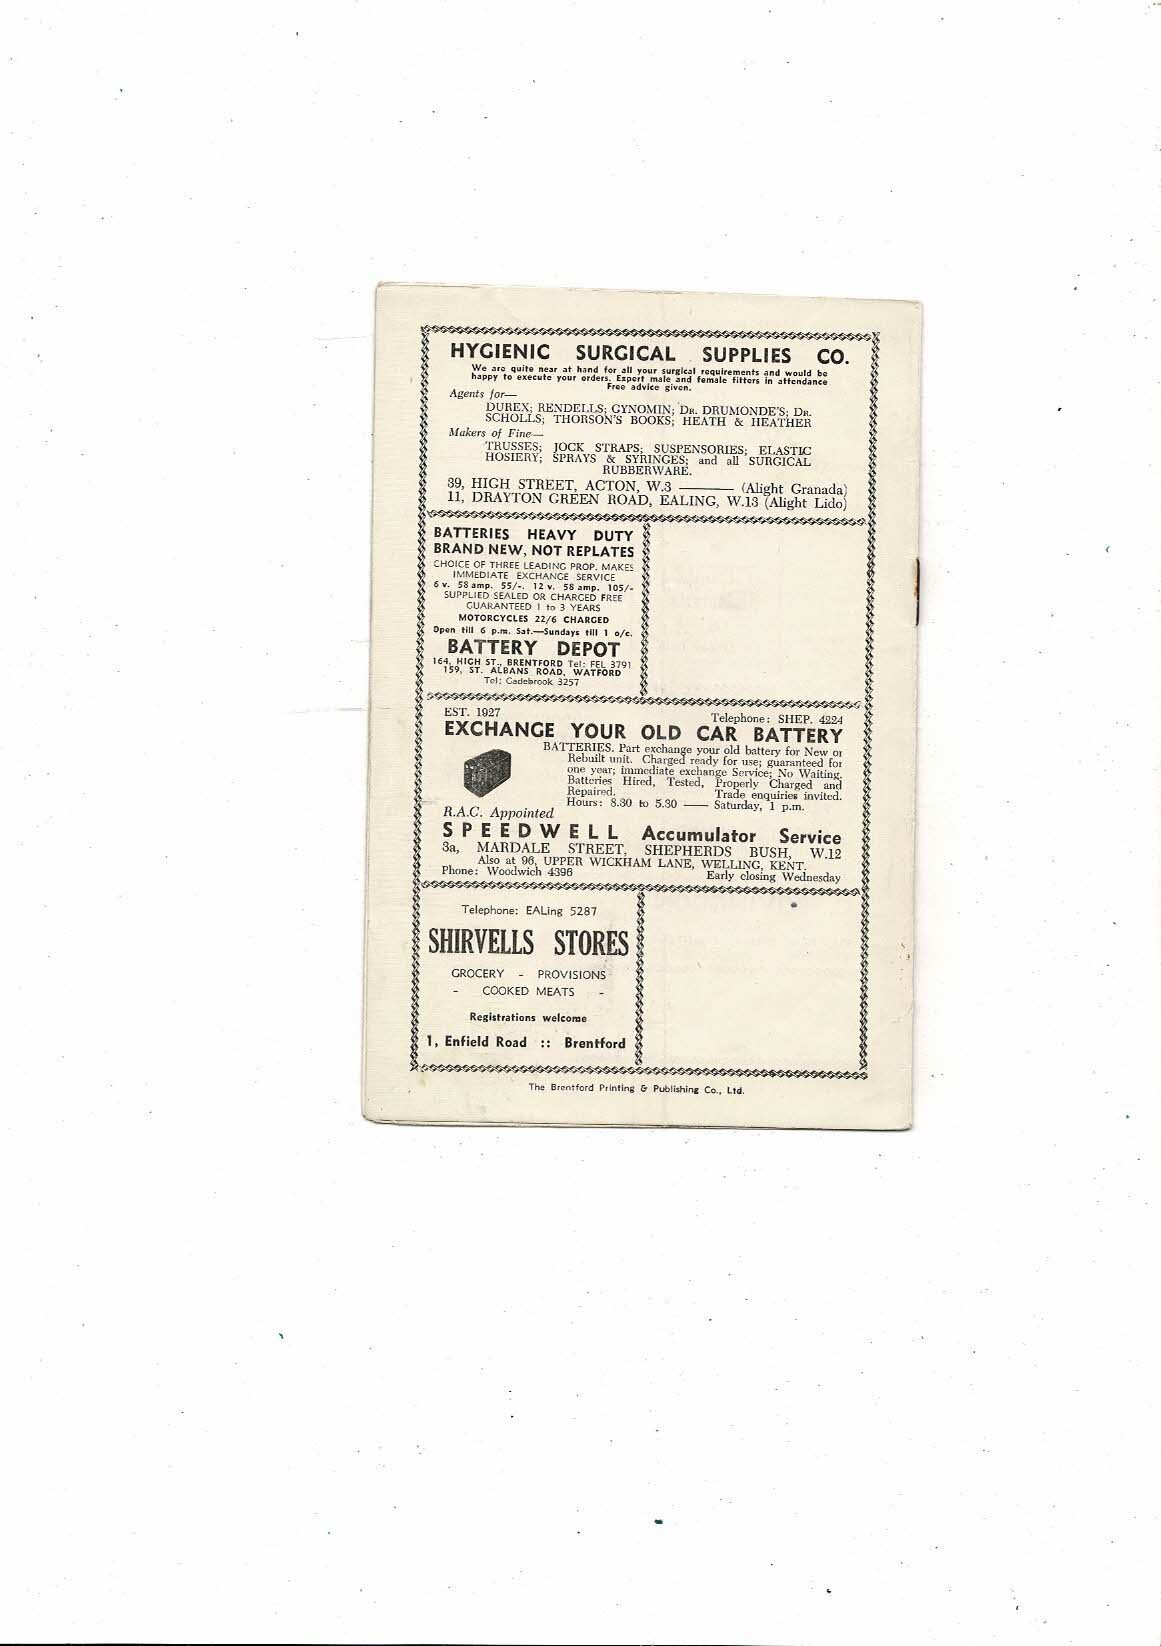 HYGIENIC SURGICAL SUPPLIES CO.
We are quite near at hand for all your surgical requirements and would be
happy to execute your orders. Expert male and female fitters in attendance
Free advice given.
Agents for—
DUREX; RENDELLS; GYNOMIN; DR. DRUMONDE'S; DR.
SCHOLLS; THORSON'S BOOKS; HEATH & HEATHER
Makers of Fine—
TRUSSES; JOCK STRAPS; SUSPENSORIES; ELASTIC
HOSIERY; SPRAYS & SYRINGES; and all SURGICAL
RUBBERWARE.
39, HIGH STREET, ACTON, W.3 ——— (Alight Granada)
11, DRAYTON GREEN ROAD, EALING, W.13 (Alight Lido)
BATTERIES HEAVY DUTY
BRAND NEW, NOT REPLATES
CHOICE OF THREE LEADING PROP. MAKES
IMMEDIATE EXCHANGE SERVICE
6 v. 58 amp. 55/-. 12 v. 58 amp. 105/-
SUPPLIED SEALED OR CHARGED FREE
GUARANTEED 1 to 3 YEARS
MOTORCYCLES 22/6 CHARGED
Open till 6 p.m. Sat.—Sundays till 1 o/c.
BATTERY DEPOT
164, HIGH ST., BRENTFORD Tel: FEL 3791
159, ST. ALBANS ROAD, WATFORD
Tel: Gadebrook 3257
EST. 1927 Telephone: SHEP. 4224
EXCHANGE YOUR OLD CAR BATTERY
BATTERIES. Part exchange your old battery for New or
Rebuilt unit. Charged ready for use; guaranteed for
one year; immediate exchange Service; No Waiting.
Batteries Hired, Tested, Properly Charged and
Repaired. Trade enquiries invited.
Hours: 8.30 to 5.30 —— Saturday, 1 p.m.
R.A.C. Appointed
SPEEDWELL Accumulator Service
3a, MARDALE STREET, SHEPHERDS BUSH, W.12
Also at 96, UPPER WICKHAM LANE, WELLING, KENT.
Phone: Woodwich 4396 Early closing Wednesday
Telephone: EALing 5287
SHIRVELLS STORES
GROCERY - PROVISIONS
- COOKED MEATS -
Registrations welcome
1, Enfield Road :: Brentford
The Brentford Printing & Publishing Co., Ltd.